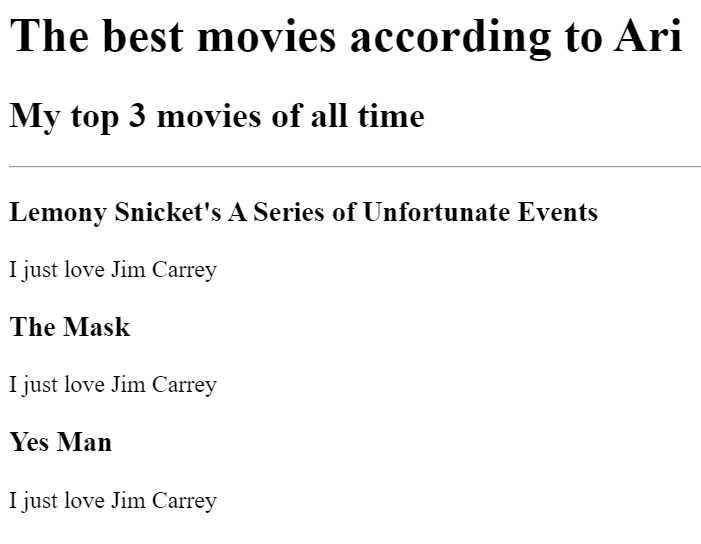 The best movies according to Ari
My top 3 movies of all time
Lemony Snicket's A Series of Unfortunate Events
I just love Jim Carrey
The Mask
I just love Jim Carrey
Yes Man
I just love Jim Carrey